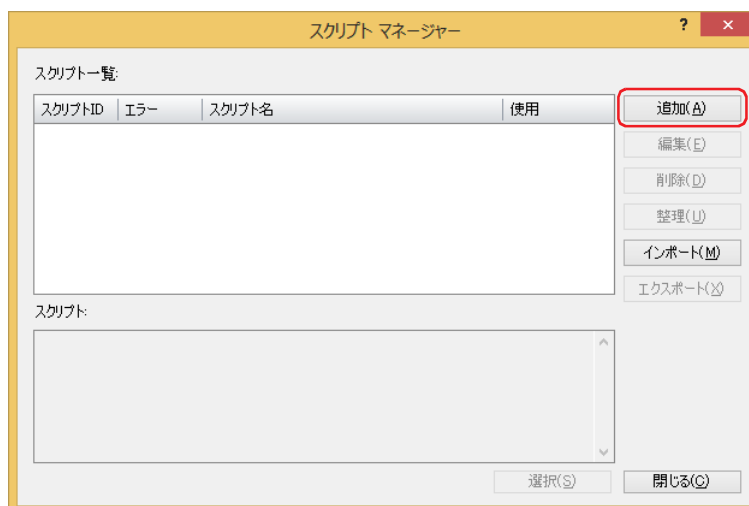 スクリプト マネージャー ? ×
スクリプト一覧:
スクリプトID エラー スクリプト名 使用
追加(A)
編集(E)
削除(D)
整理(U)
インポート(M)
エクスポート(X)
スクリプト:
選択(S) 閉じる(C)